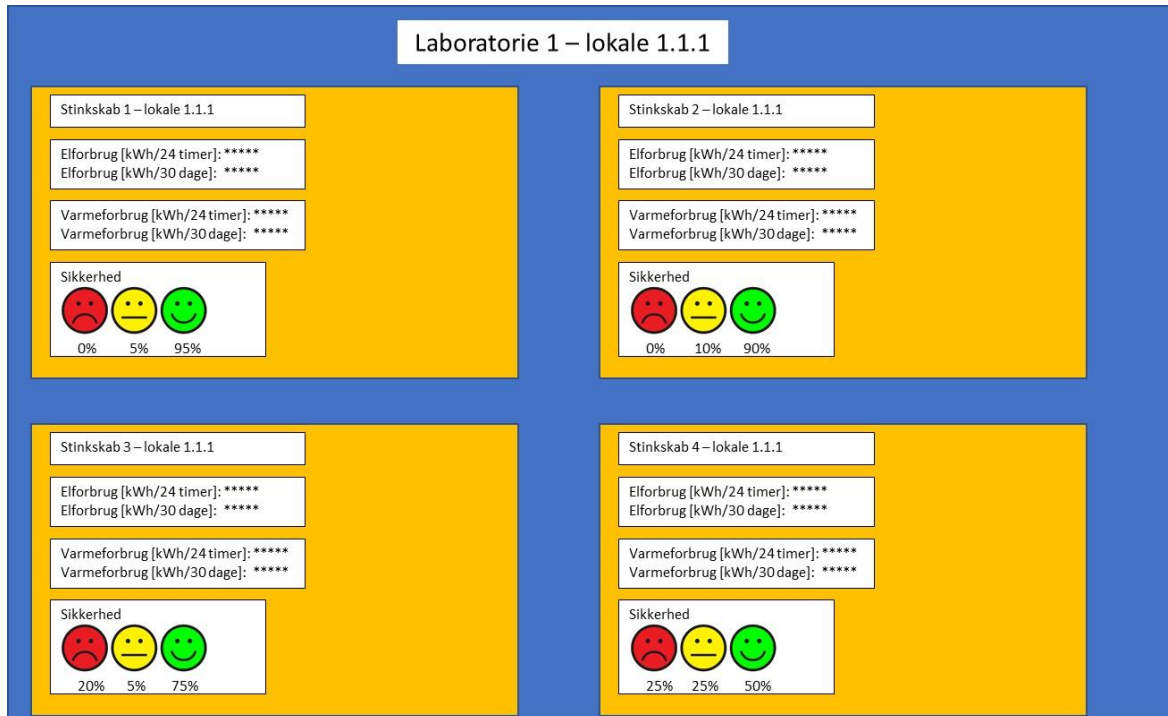 Laboratorie 1 – lokale 1.1.1
Stinkskab 1 – lokale 1.1.1
Elforbrug [kWh/24 timer]: *****
Elforbrug [kWh/30 dage]: *****
Varmeforbrug [kWh/24 timer]: *****
Varmeforbrug [kWh/30 dage]: *****
Sikkerhed
0% 5% 95%
Stinkskab 2 – lokale 1.1.1
Elforbrug [kWh/24 timer]: *****
Elforbrug [kWh/30 dage]: *****
Varmeforbrug [kWh/24 timer]: *****
Varmeforbrug [kWh/30 dage]: *****
Sikkerhed
0% 10% 90%
Stinkskab 3 – lokale 1.1.1
Elforbrug [kWh/24 timer]: *****
Elforbrug [kWh/30 dage]: *****
Varmeforbrug [kWh/24 timer]: *****
Varmeforbrug [kWh/30 dage]: *****
Sikkerhed
20% 5% 75%
Stinkskab 4 – lokale 1.1.1
Elforbrug [kWh/24 timer]: *****
Elforbrug [kWh/30 dage]: *****
Varmeforbrug [kWh/24 timer]: *****
Varmeforbrug [kWh/30 dage]: *****
Sikkerhed
25% 25% 50%